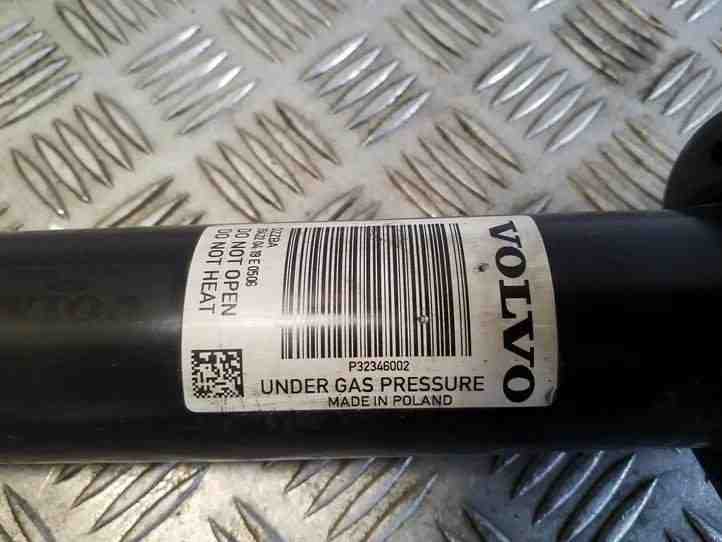 VOLVO
DO NOT OPEN
DO NOT HEAT
P32346002
UNDER GAS PRESSURE
MADE IN POLAND